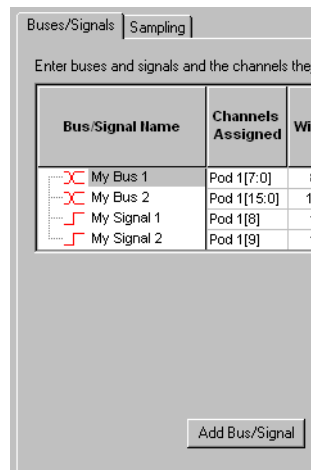 Buses/Signals Sampling
Enter buses and signals and the channels
Bus/Signal Name Channels Assigned
My Bus 1 Pod 1[7:0]
My Bus 2 Pod 1[15:0]
My Signal 1 Pod 1[8]
My Signal 2 Pod 1[9]
Add Bus/Signal